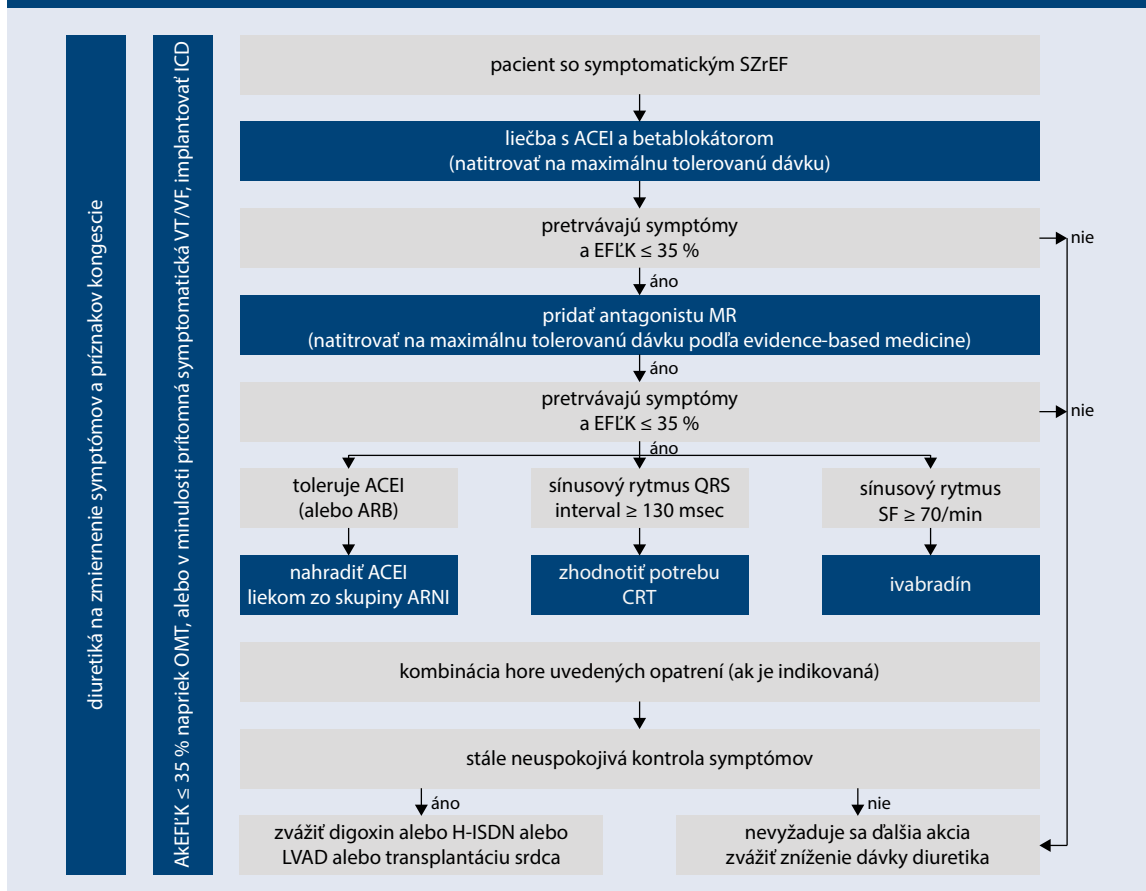 diuretiká na zmiernenie symptómov a príznakov kongescie
AkEFĽK ≤ 35 % napriek OMT, alebo v minulosti prítomná symptomatická VT/VF, implantovať ICD
pacient so symptomatickým SZrEF
liečba s ACEI a betablokátorom
(natitrovať na maximálnu tolerovanú dávku)
pretrvávajú symptómy
a EFĽK ≤ 35 %
nie
áno
pridať antagonistu MR
(natitrovať na maximálnu tolerovanú dávku podľa evidence-based medicine)
áno
pretrvávajú symptómy
a EFĽK ≤ 35 %
nie
áno
toleruje ACEI
(alebo ARB)
sínusový rytmus QRS
interval ≥ 130 msec
sínusový rytmus
SF ≥ 70/min
nahradiť ACEI
liekom zo skupiny ARNI
zhodnotiť potrebu
CRT
ivabradín
kombinácia hore uvedených opatrení (ak je indikovaná)
stále neuspokojivá kontrola symptómov
áno
nie
zvážiť digoxin alebo H-ISDN alebo
LVAD alebo transplantáciu srdca
nevyžaduje sa ďalšia akcia
zvážiť zníženie dávky diuretika